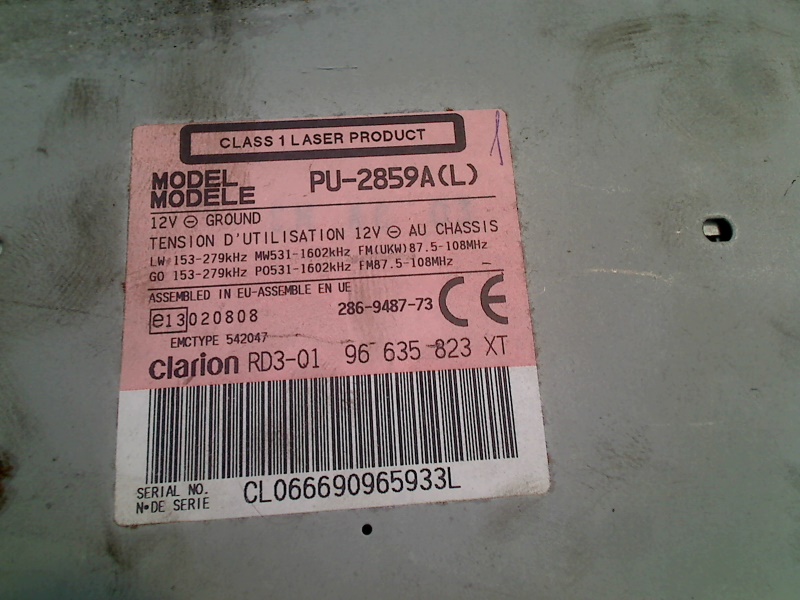 CLASS 1 LASER PRODUCT
MODEL
MODELE
PU-2859A(L)
12V ⊖ GROUND
TENSION D'UTILISATION 12V ⊖ AU CHASSIS
LW 153-279kHz MW531-1602kHz FM(UKW)87.5-108MHz
GO 153-279kHz PO531-1602kHz FM87.5-108MHz
ASSEMBLED IN EU-ASSEMBLE EN UE
e13 020808
286-9487-73 CE
EMCTYPE 542047
clarion RD3-01 96 635 823 XT
SERIAL NO.
N•DE SERIE
CL066690965933L